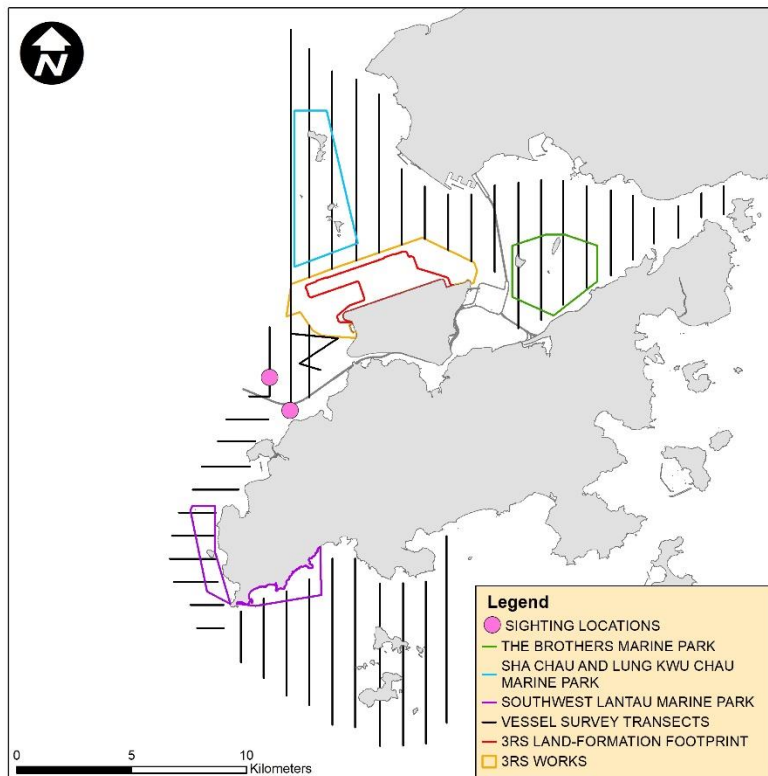 N
Legend
SIGHTING LOCATIONS
THE BROTHERS MARINE PARK
SHA CHAU AND LUNG KWU CHAU
MARINE PARK
SOUTHWEST LANTAU MARINE PARK
VESSEL SURVEY TRANSECTS
3RS LAND-FORMATION FOOTPRINT
3RS WORKS
0 5 10
Kilometers